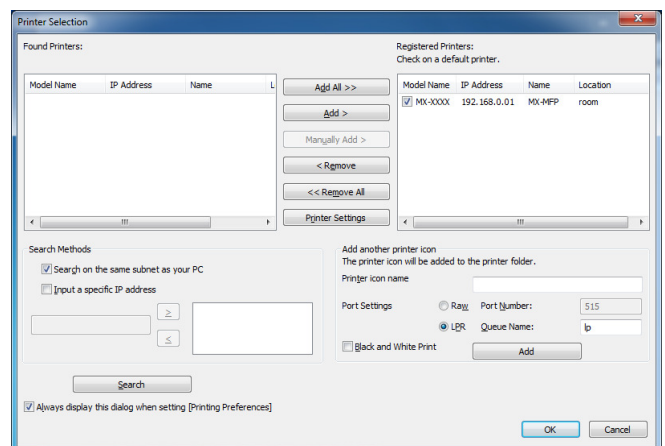 Printer Selection
x
Found Printers:
Registered Printers:
Check on a default printer.
Model Name IP Address Name L
Add All >>
Add >
Manually Add >
< Remove
<< Remove All
Printer Settings
Model Name IP Address Name Location
MX-XXXX 192.168.0.01 MX-MFP room
Search Methods
Search on the same subnet as your PC
Input a specific IP address
>
<
Search
Always display this dialog when setting [Printing Preferences]
Add another printer icon
The printer icon will be added to the printer folder.
Printer icon name
Port Settings Raw Port Number: 515
LPR Queue Name: lp
Black and White Print Add
OK Cancel